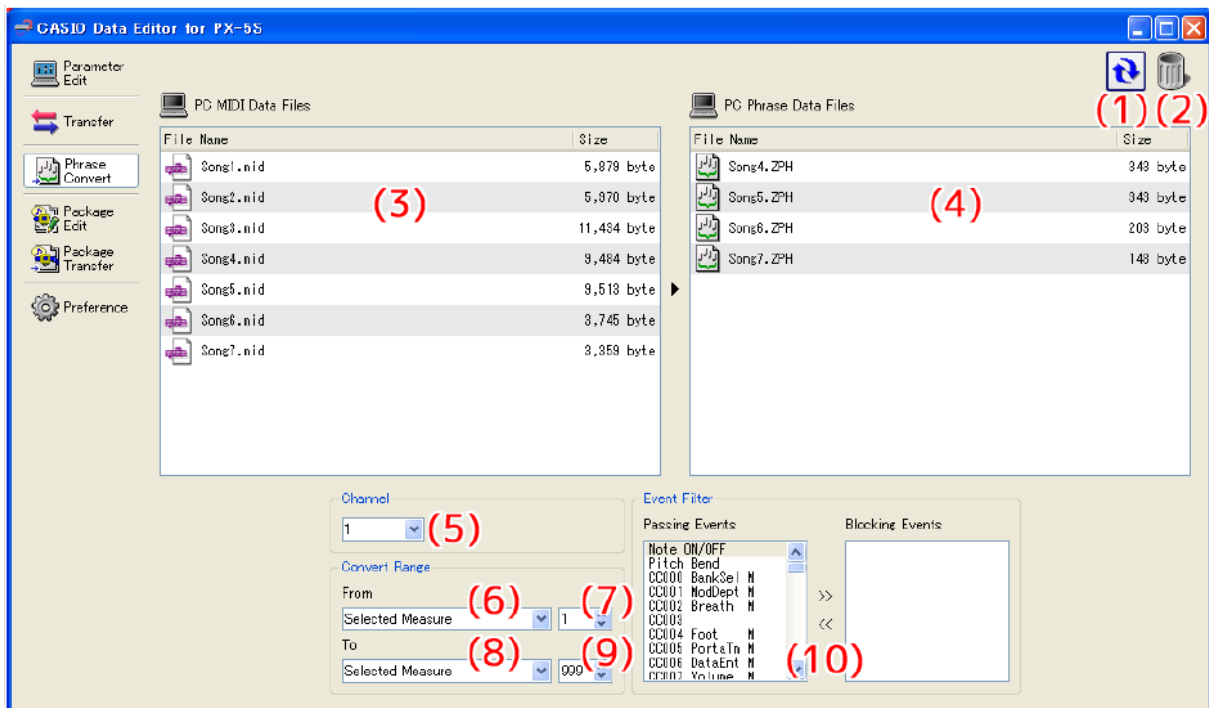 CASIO Data Editor for PX-5S
Parameter
Edit
Transfer
Phrase
Convert
Package
Edit
Package
Transfer
Preference
(1) (2)
PC MIDI Data Files
File Name Size
Song1.mid 5,879 byte
Song2.mid 5,970 byte
Song3.mid 11,434 byte
Song4.mid 9,484 byte
Song5.mid 9,513 byte
Song6.mid 3,745 byte
Song7.mid 3,359 byte
(3)
PC Phrase Data Files
File Name Size
Song4.ZPH 343 byte
Song5.ZPH 343 byte
Song6.ZPH 203 byte
Song7.ZPH 148 byte
(4)
Channel
1 (5)
Convert Range
From
Selected Measure (6) 1 (7)
To
Selected Measure (8) 999 (9)
Event Filter
Passing Events
Note ON/OFF
Pitch Bend
CC000 BankSel M
CC001 ModDept M
CC002 Breath M
CC003
CC004 Foot M
CC005 PortaTm M
CC006 DataEnt M
CC007 Volume M
>>
<<
(10)
Blocking Events